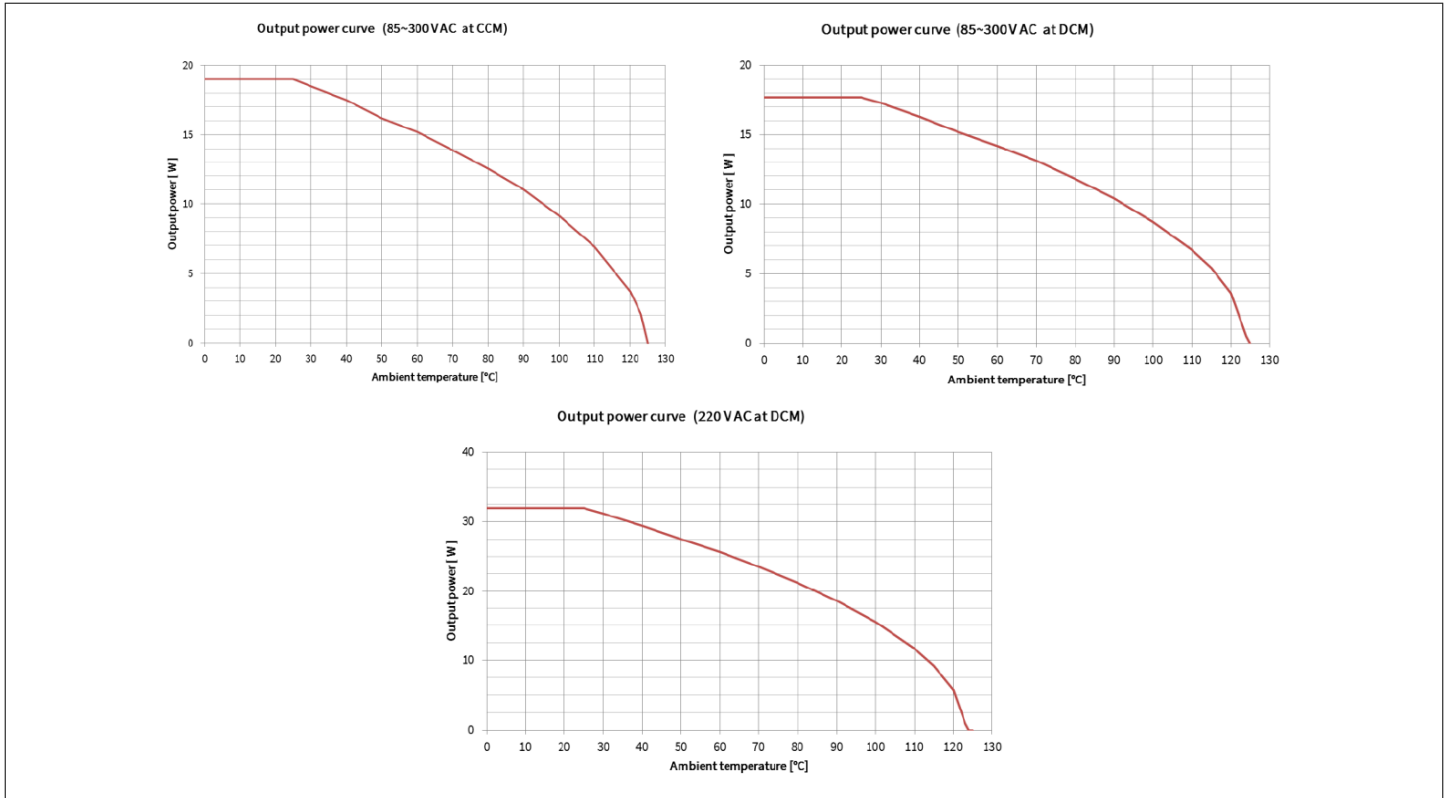 Output power curve (85~300 V AC at CCM)
20
15
10
5
0
Output power [ W]
0 10 20 30 40 50 60 70 80 90 100 110 120 130
Ambient temperature [°C]
Output power curve (85~300 V AC at DCM)
20
15
10
5
0
Output power [ W]
0 10 20 30 40 50 60 70 80 90 100 110 120 130
Ambient temperature [°C]
Output power curve (220 V AC at DCM)
40
30
20
10
0
Output power [ W]
0 10 20 30 40 50 60 70 80 90 100 110 120 130
Ambient temperature [°C]